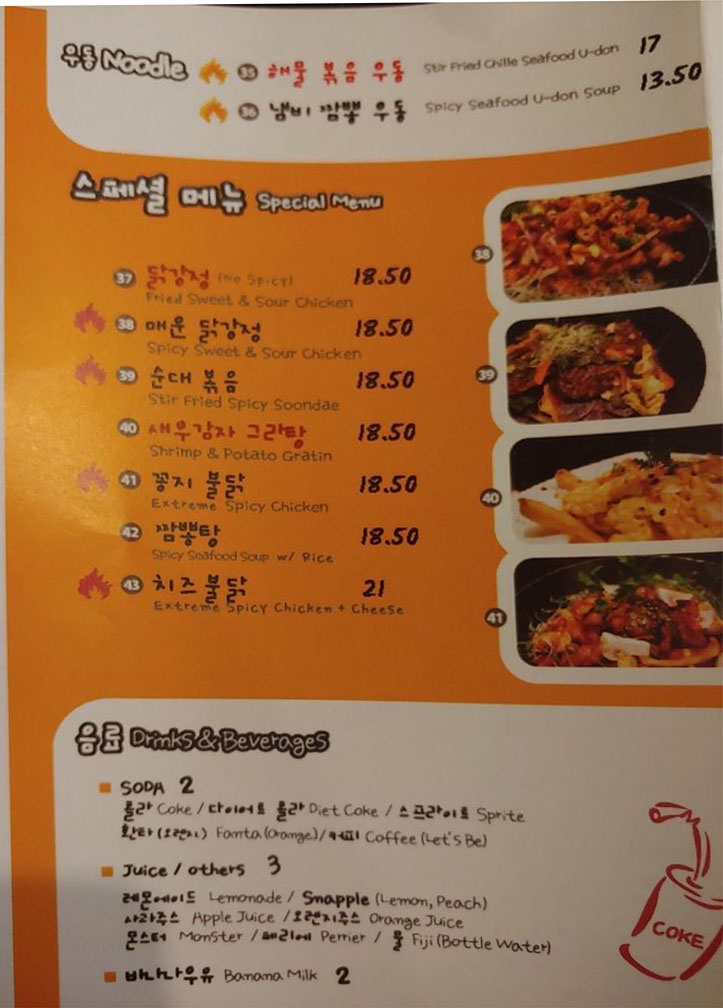 우동 Noodle
35 해물 볶음 우동 Stir Fried Chille Seafood U-don 17
36 냄비 짬뽕 우동 Spicy Seafood U-don Soup 13.50
스페셜 메뉴 Special Menu
37 닭강정 (No Spicy) 18.50
Fried Sweet & Sour Chicken
38 매운 닭강정 18.50
Spicy Sweet & Sour Chicken
39 순대 볶음 18.50
Stir Fried Spicy Soondae
40 새우감자 그라탕 18.50
Shrimp & Potato Gratin
41 꽁지 불닭 18.50
Extreme Spicy Chicken
42 짬뽕탕 18.50
Spicy Seafood Soup w/ Rice
43 치즈 불닭 21
Extreme Spicy Chicken + Cheese
38
39
40
41
음료 Drinks & Beverages
SODA 2
콜라 Coke / 다이어트 콜라 Diet Coke / 스프라이트 Sprite
환타 (오렌지) Fanta (Orange) / 커피 Coffee (Let's Be)
Juice / others 3
레몬에이드 Lemonade / Snapple (Lemon, Peach)
사과주스 Apple Juice / 오렌지주스 Orange Juice
몬스터 Monster / 페리에 Perrier / 물 Fiji (Bottle Water)
바나나우유 Banana Milk 2
COKE